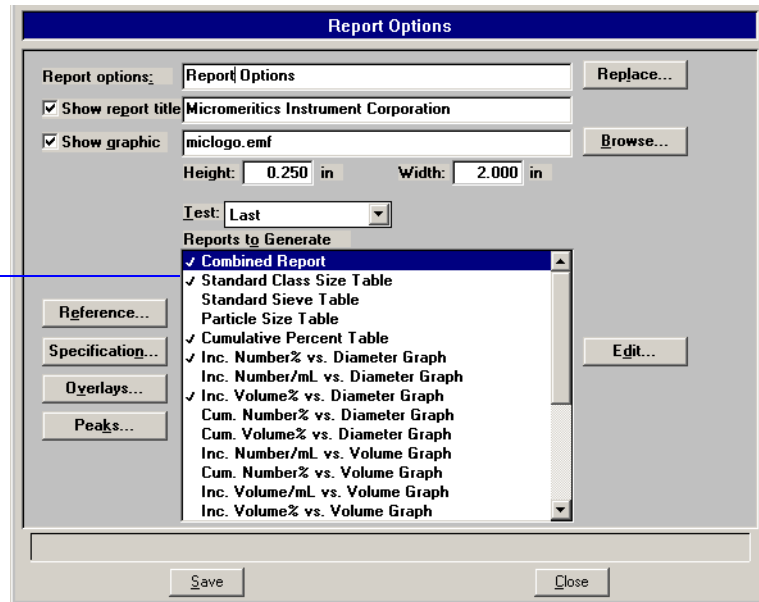 Report Options
Report options: Report Options Replace...
✓ Show report title Micromeritics Instrument Corporation
✓ Show graphic miclogo.emf Browse...
Height: 0.250 in Width: 2.000 in
Test: Last
Reports to Generate
✓ Combined Report
✓ Standard Class Size Table
Standard Sieve Table
Particle Size Table
✓ Cumulative Percent Table
✓ Inc. Number% vs. Diameter Graph
Inc. Number/mL vs. Diameter Graph
✓ Inc. Volume% vs. Diameter Graph
Cum. Number% vs. Diameter Graph
Cum. Volume% vs. Diameter Graph
Inc. Number/mL vs. Volume Graph
Cum. Number% vs. Volume Graph
Inc. Volume/mL vs. Volume Graph
Inc. Volume% vs. Volume Graph
Reference...
Specification...
Overlays...
Peaks...
Edit...
Save Close